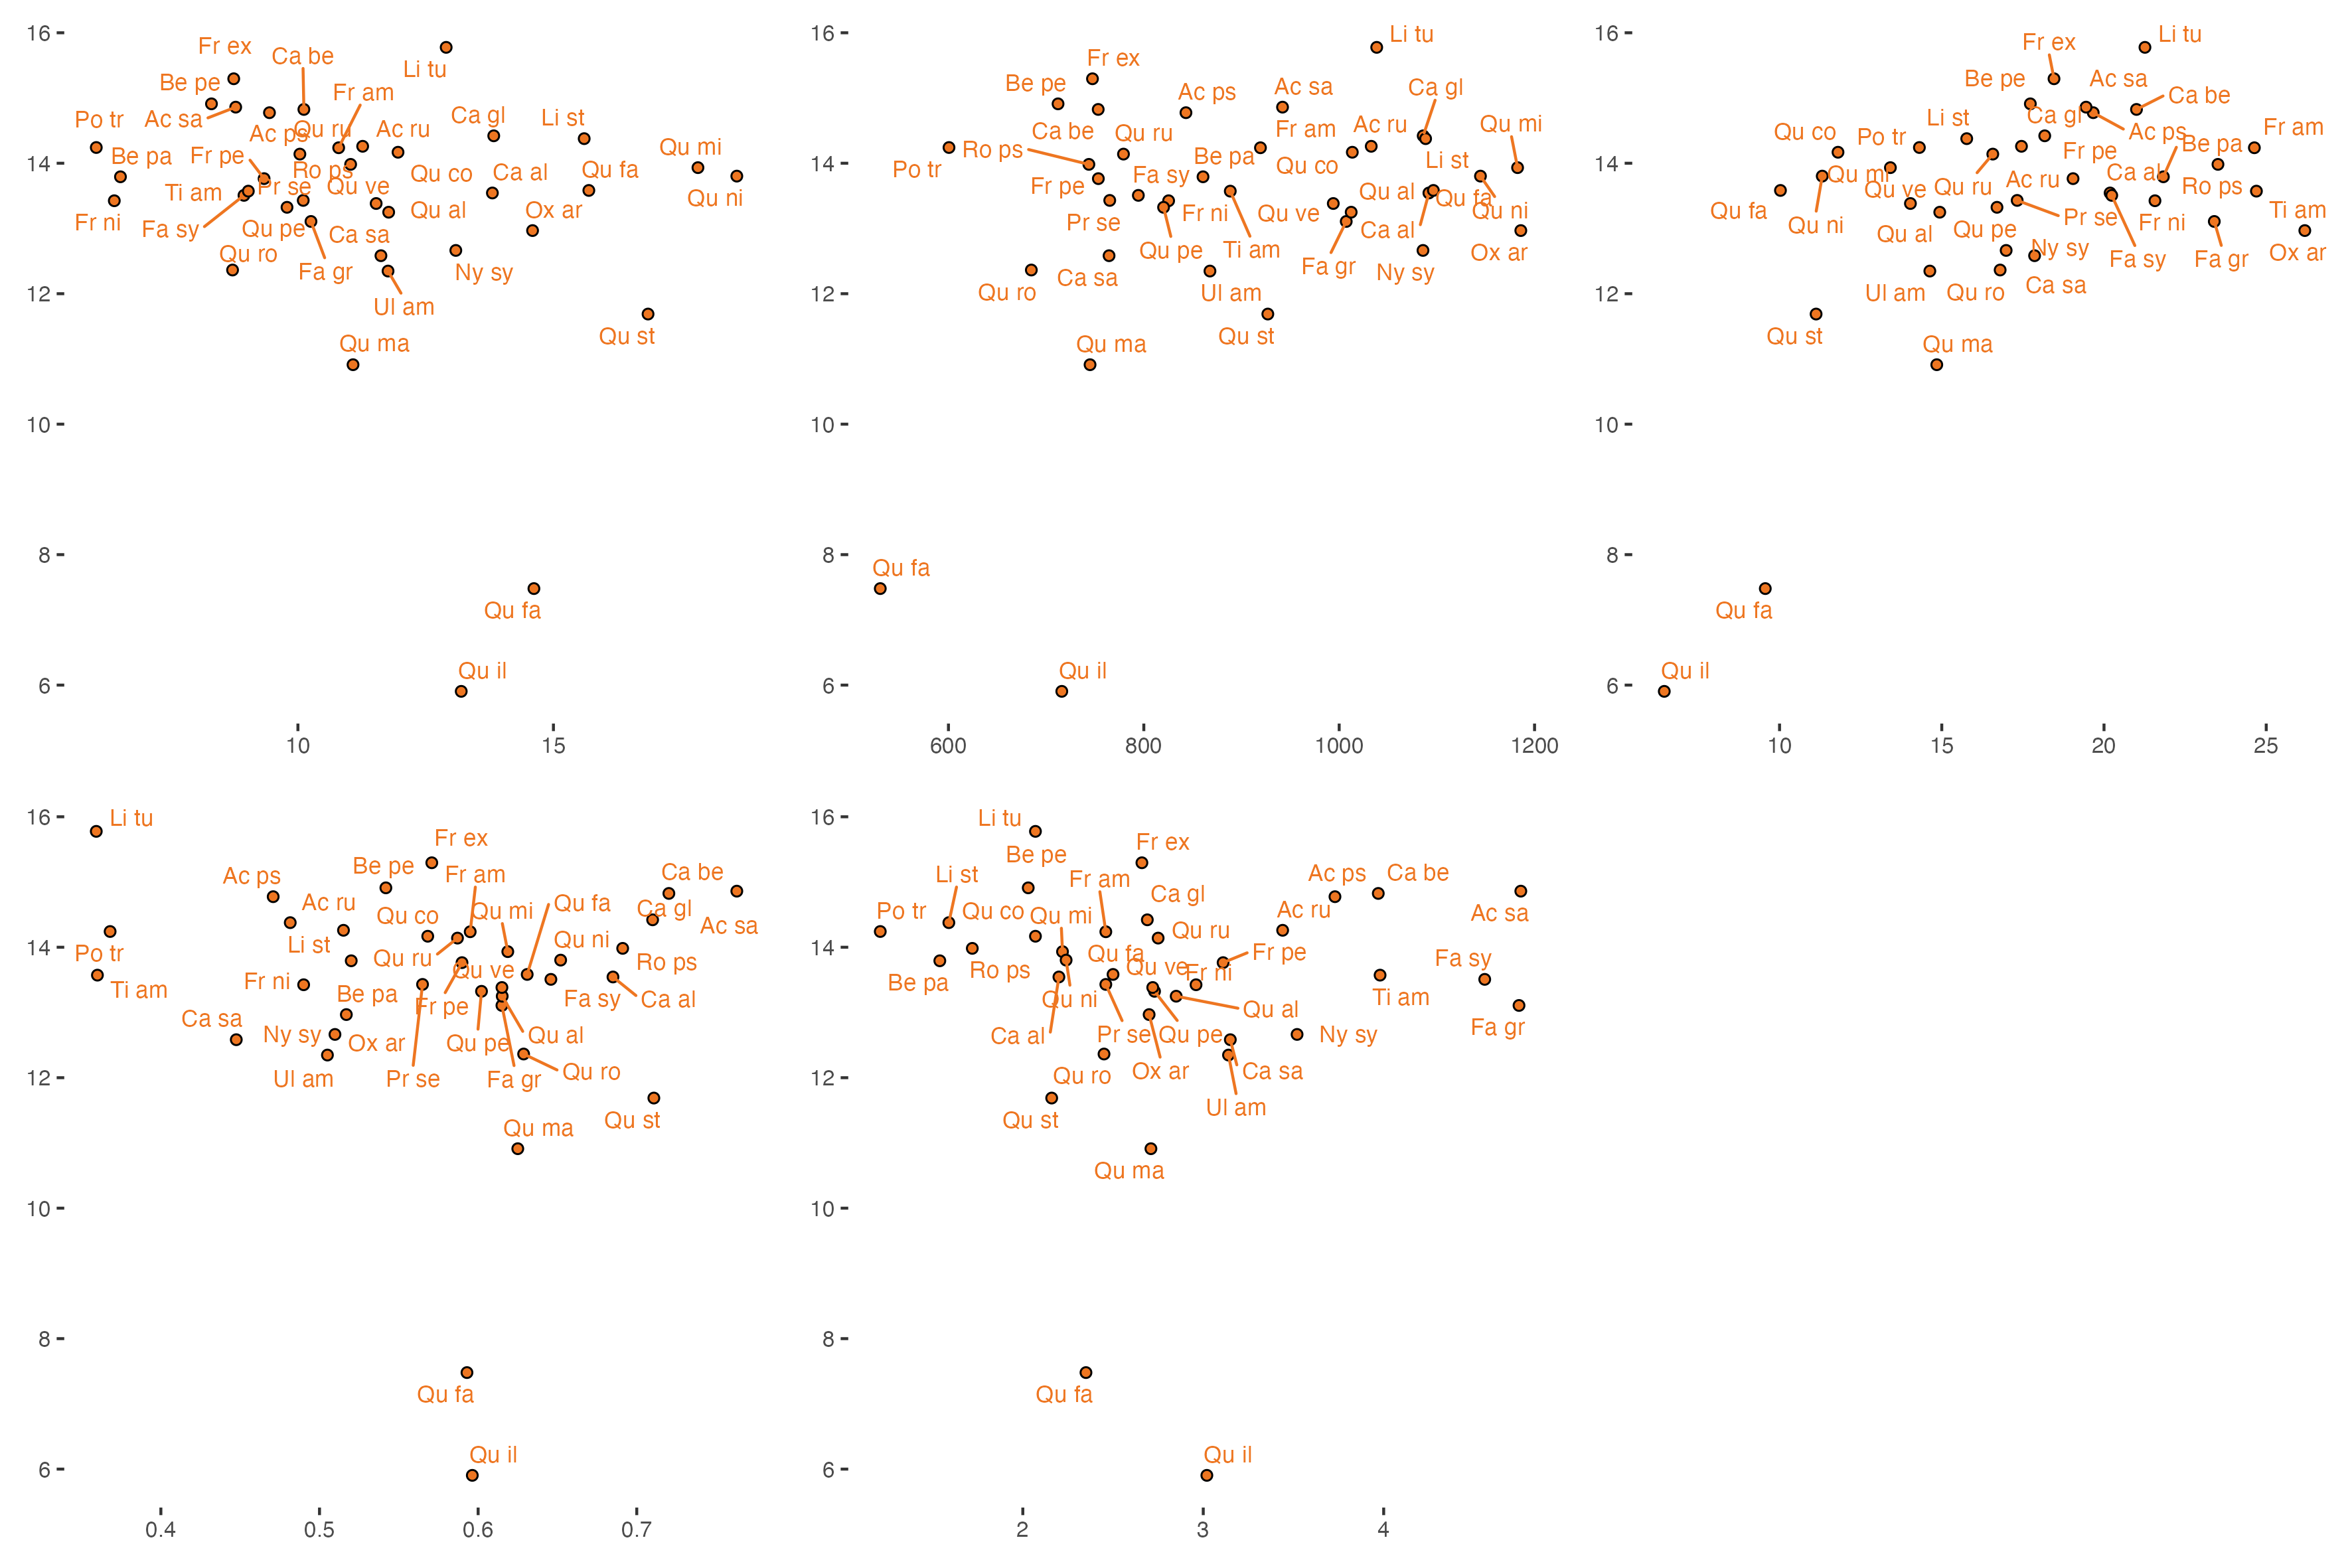 16
14
12
10
8
6
Fr ex
Ca be
Li tu
Be pe
Fr am
Po tr
Ac sa
Ac ps
Qu ru
Ac ru
Ca gl
Li st
Qu mi
Be pa
Fr pe
Ro ps
Qu co
Ca al
Qu fa
Ti am
Pr se
Qu ve
Qu ni
Fr ni
Fa sy
Qu pe
Ca sa
Qu al
Ox ar
Qu ro
Fa gr
Ny sy
Ul am
Qu st
Qu ma
Qu fa
Qu il
10
15
16
14
12
10
8
6
Li tu
Fr ex
Be pe
Ac ps
Ac sa
Ca gl
Ca be
Qu ru
Fr am
Ac ru
Qu mi
Po tr
Ro ps
Be pa
Qu co
Li st
Fr pe
Fa sy
Qu al
Qu fa
Pr se
Fr ni
Qu ve
Qu ni
Qu pe
Ti am
Ca al
Ox ar
Qu ro
Ca sa
Fa gr
Ny sy
Ul am
Qu st
Qu ma
Qu fa
Qu il
600
800
1000
1200
16
14
12
10
8
6
Li tu
Fr ex
Be pe
Ac sa
Ca be
Qu co
Po tr
Li st
Ca gl
Ac ps
Fr am
Be pa
Fr pe
Qu mi
Qu ve
Qu ru
Ac ru
Ca al
Ro ps
Qu fa
Qu ni
Qu al
Qu pe
Pr se
Fr ni
Ti am
Ny sy
Fa sy
Fa gr
Ox ar
Ul am
Qu ro
Ca sa
Qu st
Qu ma
Qu fa
Qu il
10
15
20
25
16
14
12
10
8
6
Li tu
Fr ex
Be pe
Fr am
Ac ps
Ca be
Ac ru
Qu co
Qu mi
Qu fa
Ca gl
Ac sa
Po tr
Li st
Qu ru
Qu ve
Qu ni
Ro ps
Ti am
Fr ni
Be pa
Fr pe
Fa sy
Ca al
Ca sa
Ny sy
Ox ar
Qu pe
Qu al
Ul am
Pr se
Fa gr
Qu ro
Qu st
Qu ma
Qu fa
Qu il
0.4
0.5
0.6
0.7
16
14
12
10
8
6
Li tu
Fr ex
Be pe
Li st
Fr am
Ca gl
Ac ps
Ca be
Po tr
Qu co
Qu mi
Ac ru
Ac sa
Qu ru
Be pa
Ro ps
Qu fa
Qu ve
Fr ni
Fr pe
Fa sy
Qu ni
Ti am
Qu al
Ca al
Pr se
Qu pe
Ny sy
Fa gr
Qu ro
Ox ar
Ca sa
Qu st
Ul am
Qu ma
Qu fa
Qu il
2
3
4